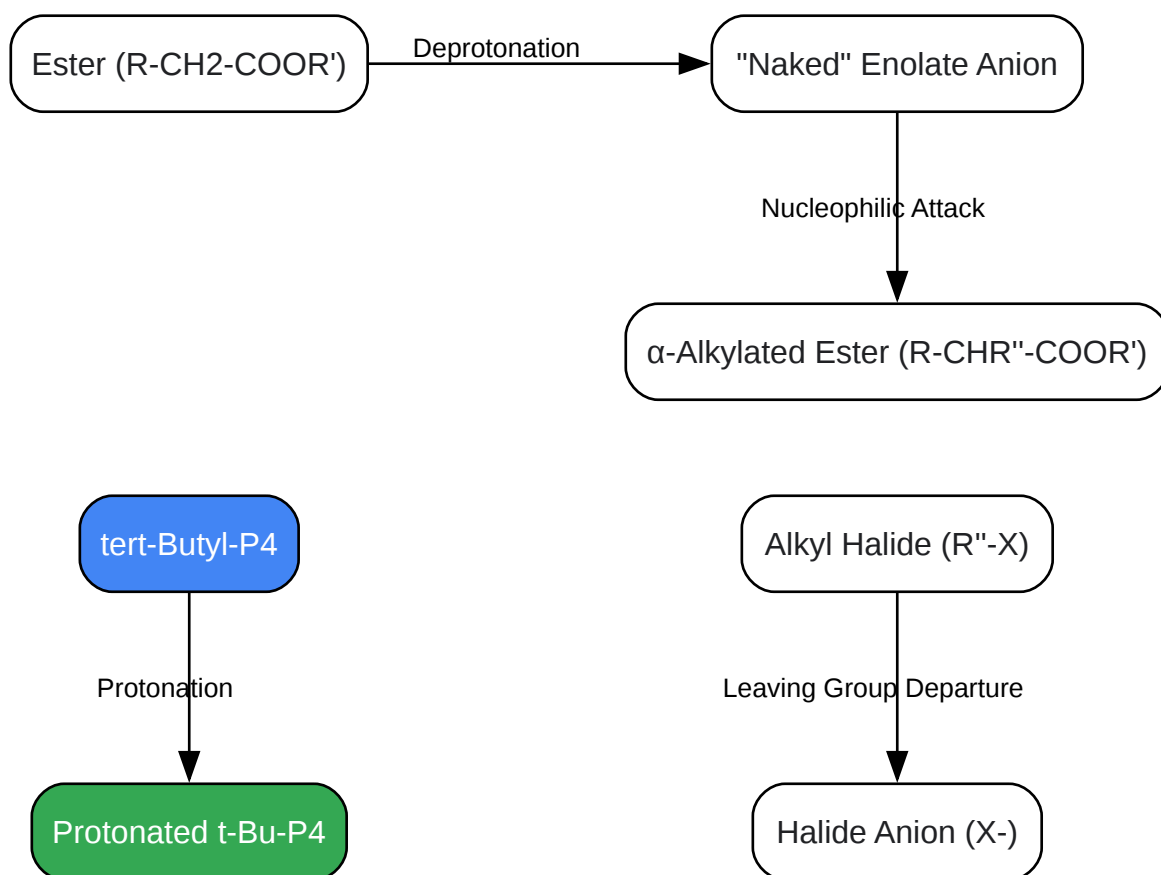 Ester (R-CH2-COOR')
Deprotonation
"Naked" Enolate Anion
Nucleophilic Attack
α-Alkylated Ester (R-CHR''-COOR')
tert-Butyl-P4
Alkyl Halide (R''-X)
Protonation
Leaving Group Departure
Protonated t-Bu-P4
Halide Anion (X-)